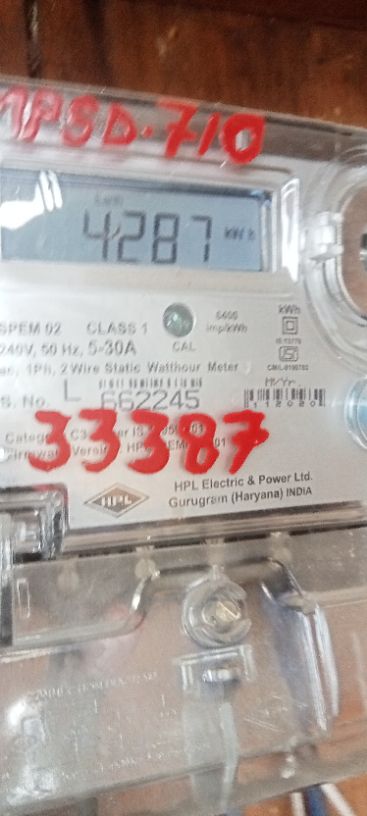 MPSD-710
4287 kWh
kWh
SPEM 02 CLASS 1
imp/kWh
240V, 50 Hz, 5-30A CAL
ac, 1Ph, 2 Wire Static Watthour Meter
S. No. L 662245
33387
HPL
HPL Electric & Power Ltd.
Gurugram (Haryana) INDIA